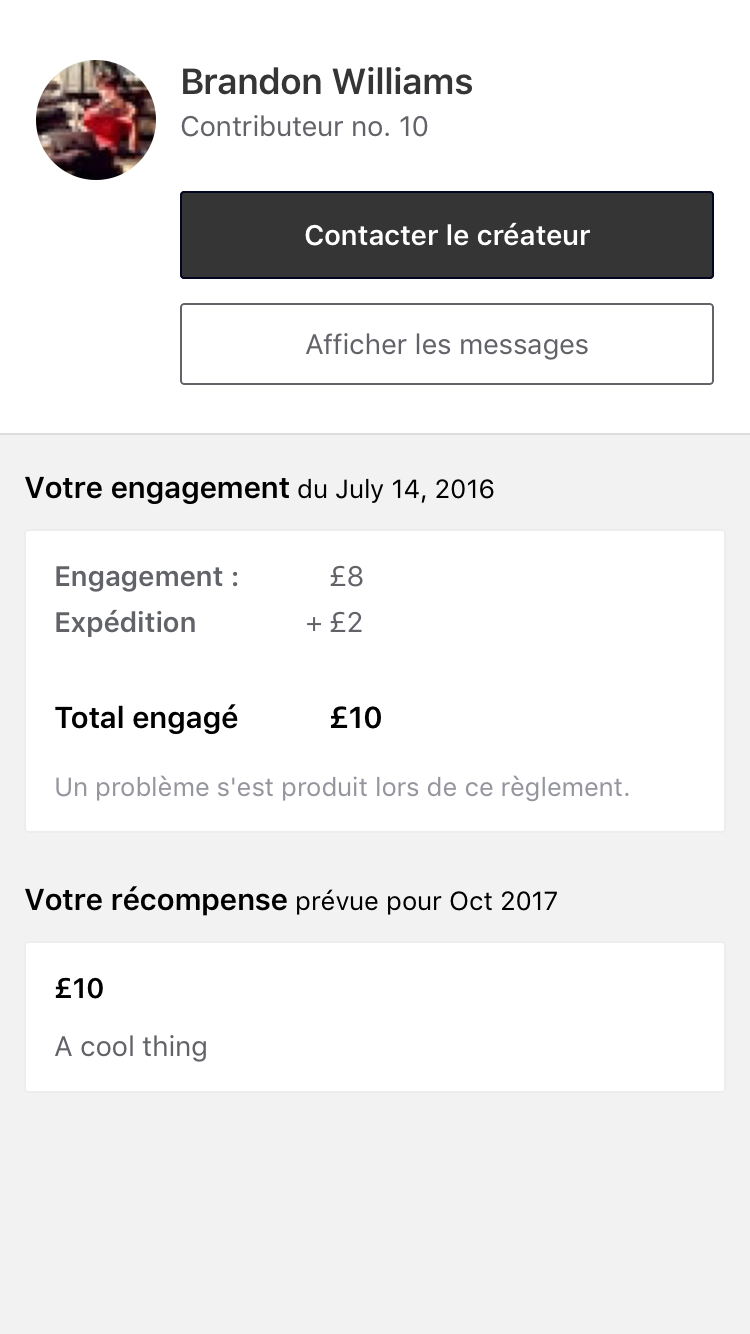 Brandon Williams
Contributeur no. 10
Contacter le créateur
Afficher les messages
Votre engagement du July 14, 2016
Engagement : £8
Expédition + £2
Total engagé £10
Un problème s'est produit lors de ce règlement.
Votre récompense prévue pour Oct 2017
£10
A cool thing